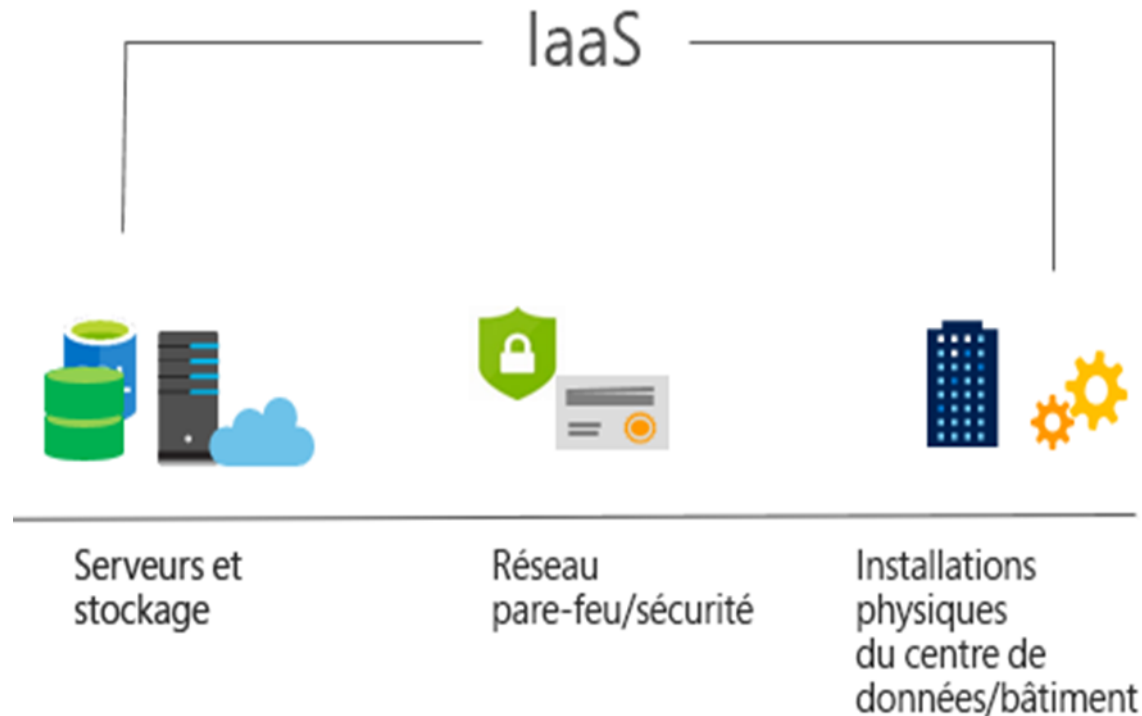 IaaS
Serveurs et
stockage
Réseau
pare-feu/sécurité
Installations
physiques
du centre de
données/bâtiment